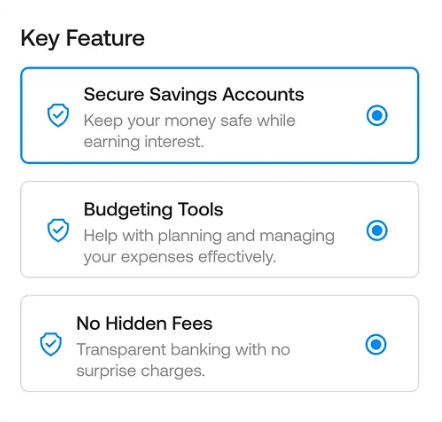 Key Feature
Secure Savings Accounts
Keep your money safe while
earning interest.
Budgeting Tools
Help with planning and managing
your expenses effectively.
No Hidden Fees
Transparent banking with no
surprise charges.